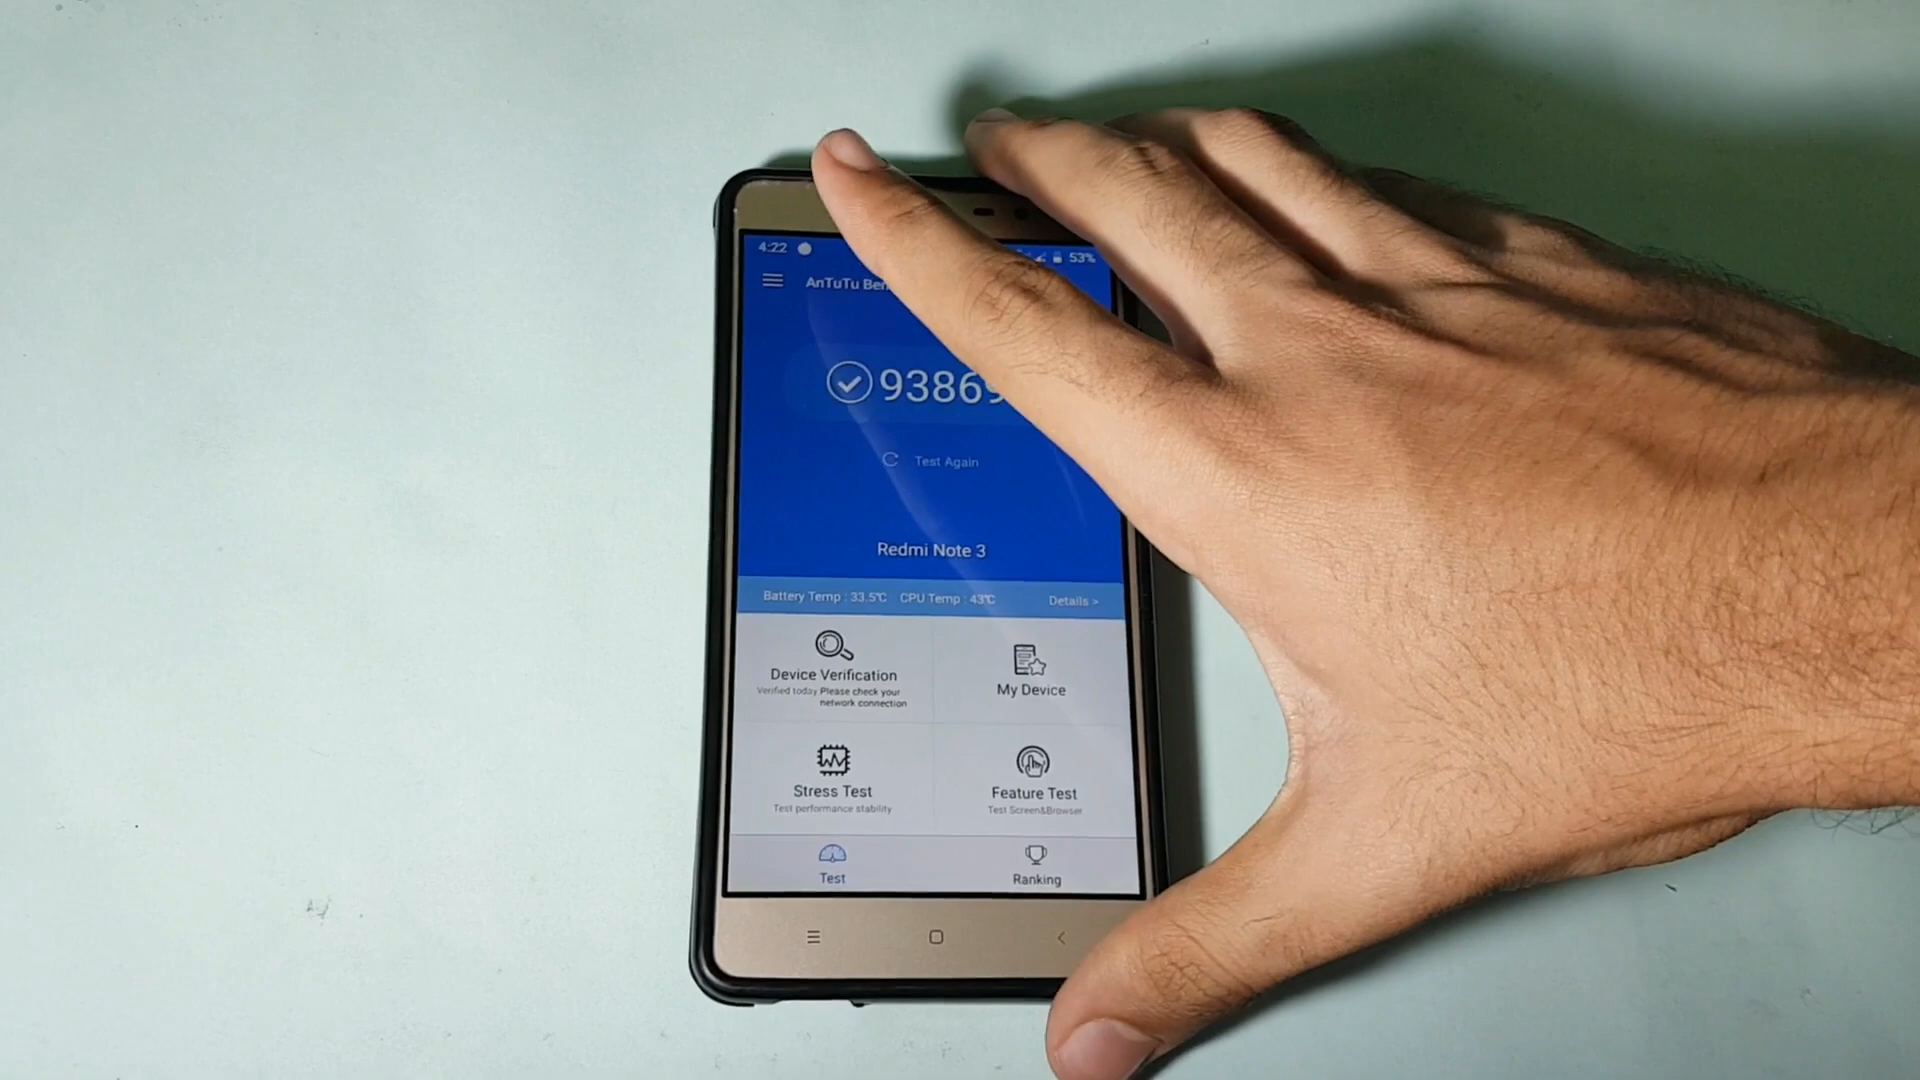 4:22 53%
AnTuTu
9386
Test Again
Redmi Note 3
Battery Temp : 33.5℃ CPU Temp : 43℃ Details >
Device Verification
Verified today Please check your
network connection
My Device
Stress Test
Test performance stability
Feature Test
Test Screen&Browser
Test
Ranking